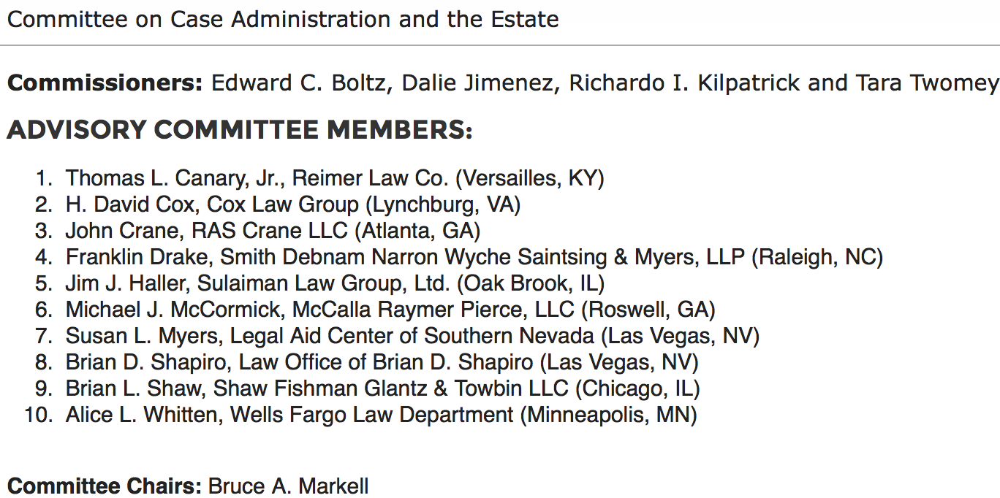 Committee on Case Administration and the Estate
Commissioners: Edward C. Boltz, Dalie Jimenez, Richardo I. Kilpatrick and Tara Twomey
ADVISORY COMMITTEE MEMBERS:
1. Thomas L. Canary, Jr., Reimer Law Co. (Versailles, KY)
2. H. David Cox, Cox Law Group (Lynchburg, VA)
3. John Crane, RAS Crane LLC (Atlanta, GA)
4. Franklin Drake, Smith Debnam Narron Wyche Saintsing & Myers, LLP (Raleigh, NC)
5. Jim J. Haller, Sulaiman Law Group, Ltd. (Oak Brook, IL)
6. Michael J. McCormick, McCalla Raymer Pierce, LLC (Roswell, GA)
7. Susan L. Myers, Legal Aid Center of Southern Nevada (Las Vegas, NV)
8. Brian D. Shapiro, Law Office of Brian D. Shapiro (Las Vegas, NV)
9. Brian L. Shaw, Shaw Fishman Glantz & Towbin LLC (Chicago, IL)
10. Alice L. Whitten, Wells Fargo Law Department (Minneapolis, MN)
Committee Chairs: Bruce A. Markell